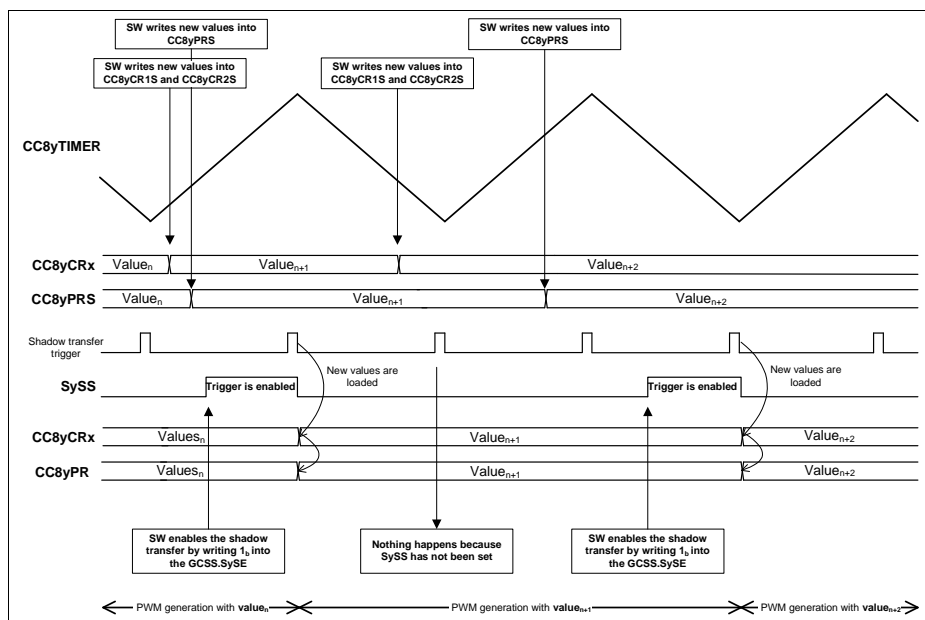 SW writes new values into
CC8yPRS
SW writes new values into
CC8yPRS
SW writes new values into
CC8yCR1S and CC8yCR2S
SW writes new values into
CC8yCR1S and CC8yCR2S
CC8yTIMER
CC8yCRx
Valueₙ
Valueₙ₊₁
Valueₙ₊₂
CC8yPRS
Valueₙ
Valueₙ₊₁
Valueₙ₊₂
Shadow transfer
trigger
New values are
loaded
New values are
loaded
SySS
Trigger is enabled
Trigger is enabled
CC8yCRx
Valuesₙ
Valueₙ₊₁
Valueₙ₊₂
CC8yPR
Valuesₙ
Valueₙ₊₁
Valueₙ₊₂
SW enables the shadow
transfer by writing 1b into
the GCSS.SySE
Nothing happens because
SySS has not been set
SW enables the shadow
transfer by writing 1b into
the GCSS.SySE
PWM generation with valueₙ
PWM generation with valueₙ₊₁
PWM generation with valueₙ₊₂